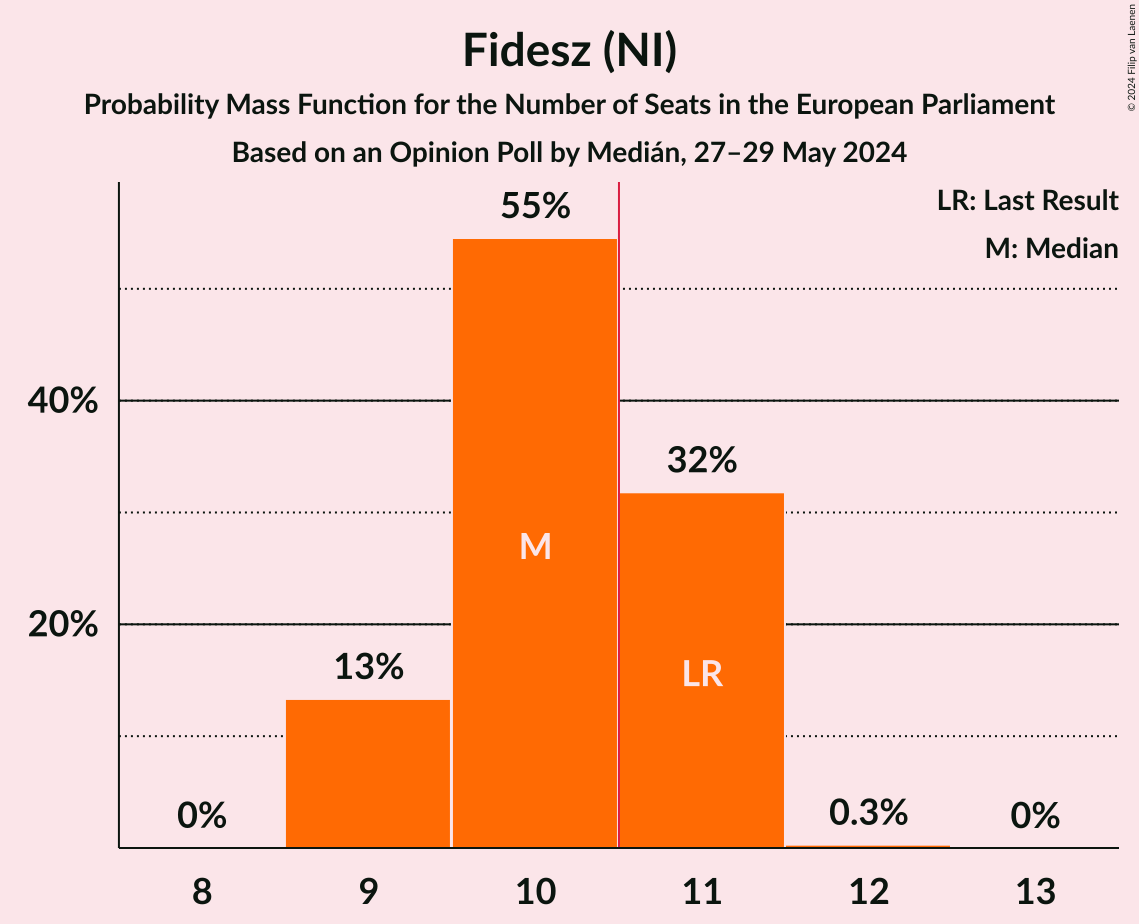 Fidesz (NI)
Probability Mass Function for the Number of Seats in the European Parliament
Based on an Opinion Poll by Medián, 27–29 May 2024
© 2024 Filip van Laenen
LR: Last Result
M: Median
55%
40%
32%
M
20%
LR
13%
0%
0.3%
0%
8
9
10
11
12
13